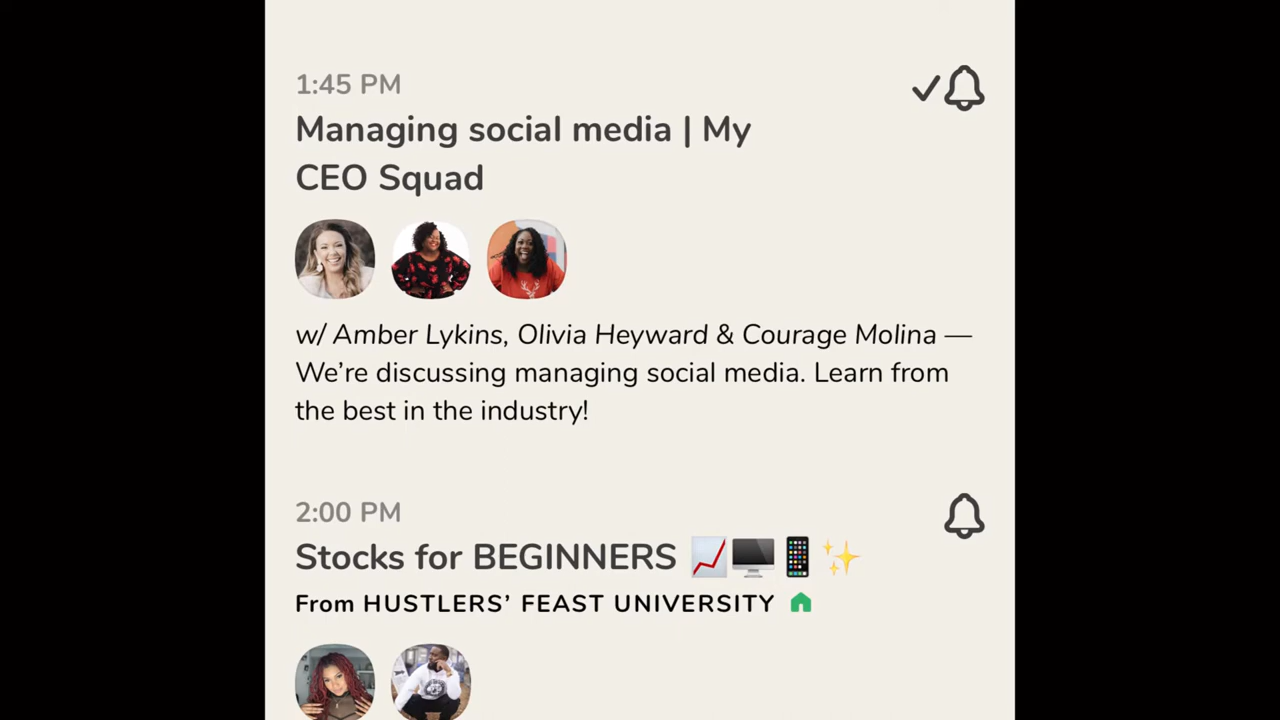 1:45 PM
Managing social media | My
CEO Squad
w/ Amber Lykins, Olivia Heyward & Courage Molina —
We’re discussing managing social media. Learn from
the best in the industry!
2:00 PM
Stocks for BEGINNERS 📈🖥️📱✨
From HUSTLERS’ FEAST UNIVERSITY